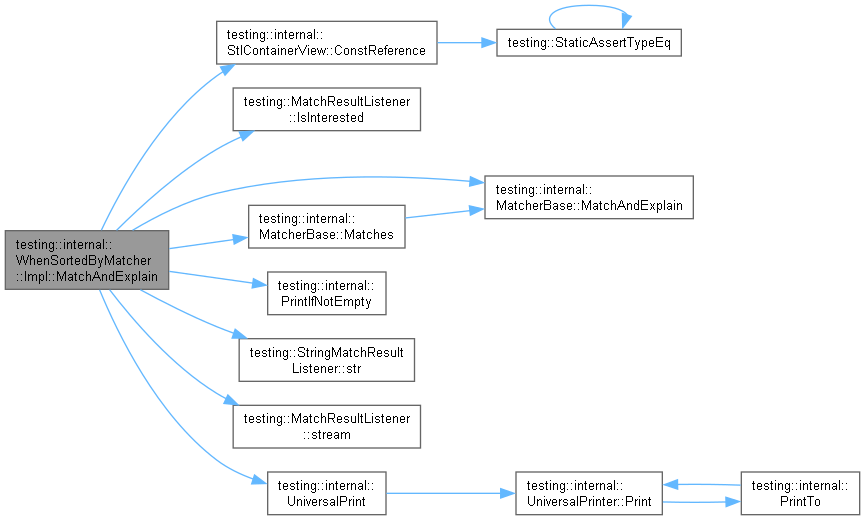 testing::internal::
StlContainerView::ConstReference
testing::StaticAssertTypeEq
testing::MatchResultListener
::IsInterested
testing::internal::
MatcherBase::MatchAndExplain
testing::internal::
MatcherBase::Matches
testing::internal::
WhenSortedByMatcher
::Impl::MatchAndExplain
testing::internal::
PrintIfNotEmpty
testing::StringMatchResult
Listener::str
testing::MatchResultListener
::stream
testing::internal::
UniversalPrint
testing::internal::
UniversalPrinter::Print
testing::internal::
PrintTo